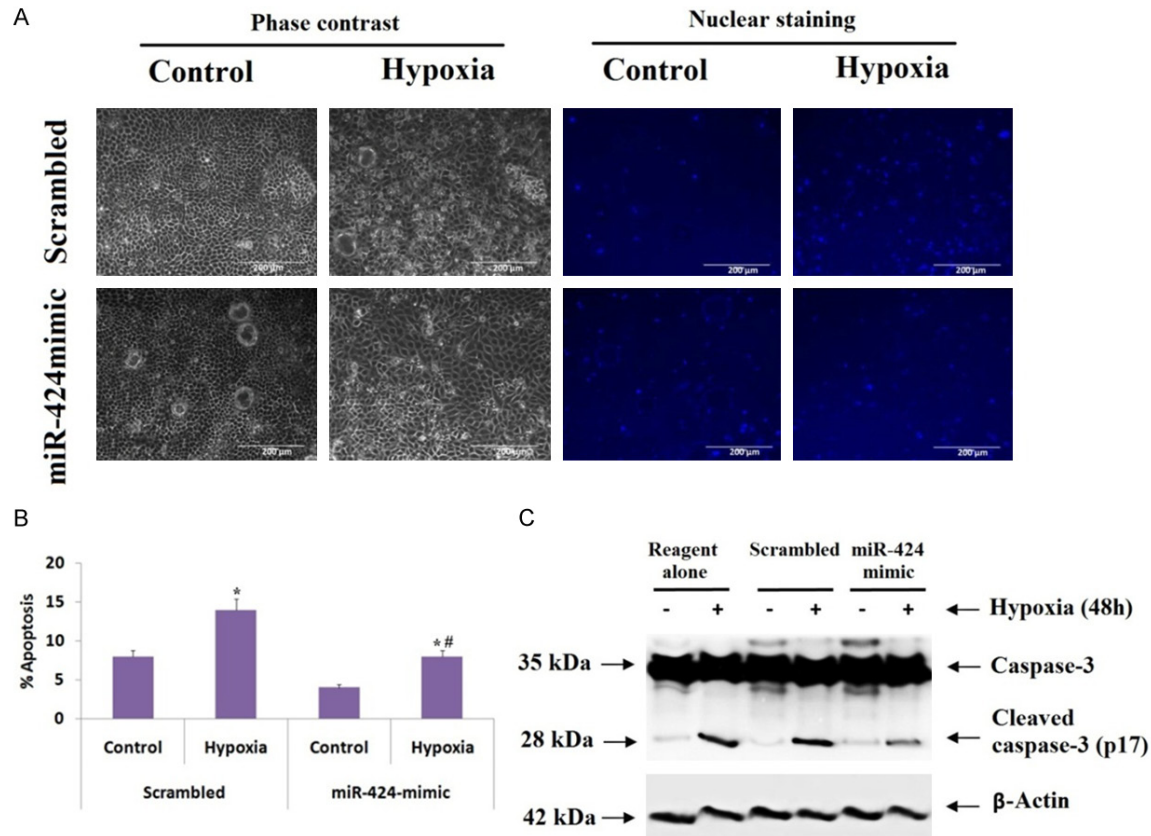 A
Phase contrast
Nuclear staining
Control
Hypoxia
Control
Hypoxia
Scrambled
200 µm
200 µm
200 µm
200 µm
miR-424mimic
200 µm
200µm
200 µm
200 µm
B
% Apoptosis
20
15
10
5
0
*
*#
Control
Hypoxia
Control
Hypoxia
Scrambled
miR-424-mimic
C
Reagent alone
Scrambled
miR-424 mimic
- + - + - +
Hypoxia (48h)
35 kDa
Caspase-3
28 kDa
Cleaved
caspase-3 (p17)
42 kDa
β-Actin